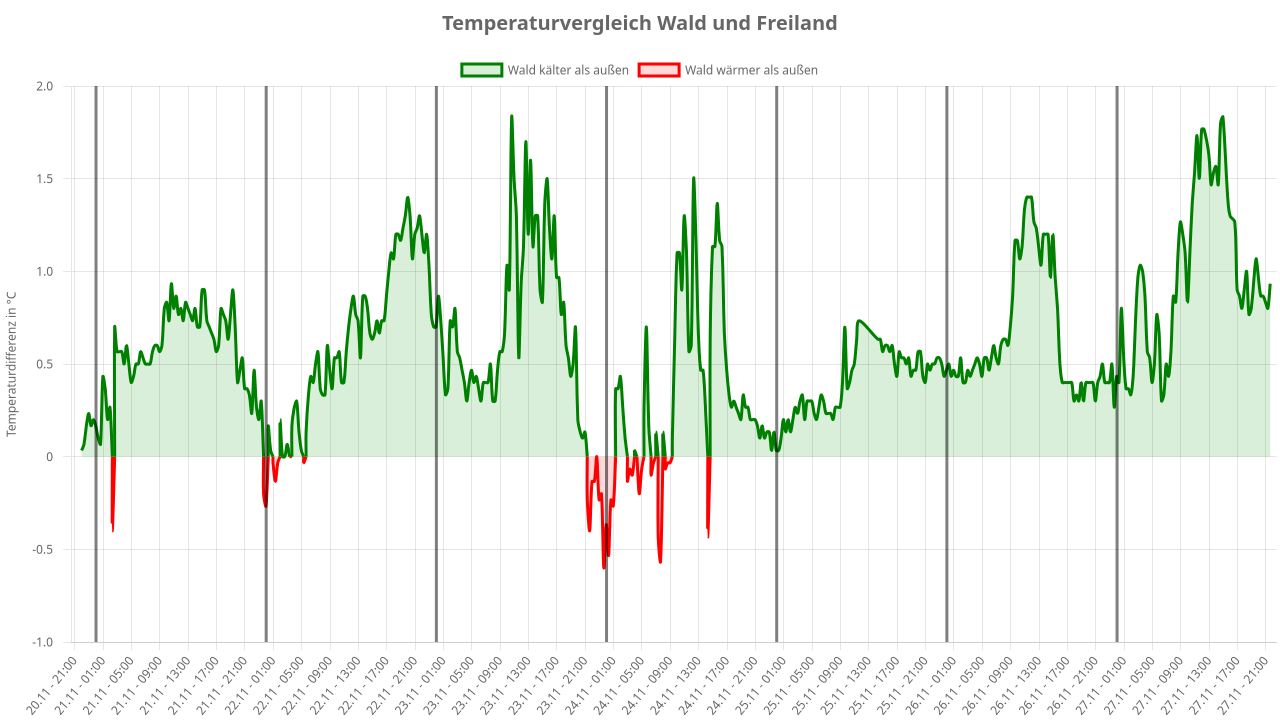 Temperaturvergleich Wald und Freiland
Wald kälter als außen
Wald wärmer als außen
Temperaturdifferenz in °C
2.0
1.5
1.0
0.5
0
-0.5
-1.0
20.11 - 21:00
21.11 - 01:00
21.11 - 05:00
21.11 - 09:00
21.11 - 13:00
21.11 - 17:00
21.11 - 21:00
22.11 - 01:00
22.11 - 05:00
22.11 - 09:00
22.11 - 13:00
22.11 - 17:00
22.11 - 21:00
23.11 - 01:00
23.11 - 05:00
23.11 - 09:00
23.11 - 13:00
23.11 - 17:00
23.11 - 21:00
24.11 - 01:00
24.11 - 05:00
24.11 - 09:00
24.11 - 13:00
24.11 - 17:00
24.11 - 21:00
25.11 - 01:00
25.11 - 05:00
25.11 - 09:00
25.11 - 13:00
25.11 - 17:00
25.11 - 21:00
26.11 - 01:00
26.11 - 05:00
26.11 - 09:00
26.11 - 13:00
26.11 - 17:00
26.11 - 21:00
27.11 - 01:00
27.11 - 05:00
27.11 - 09:00
27.11 - 13:00
27.11 - 17:00
27.11 - 21:00